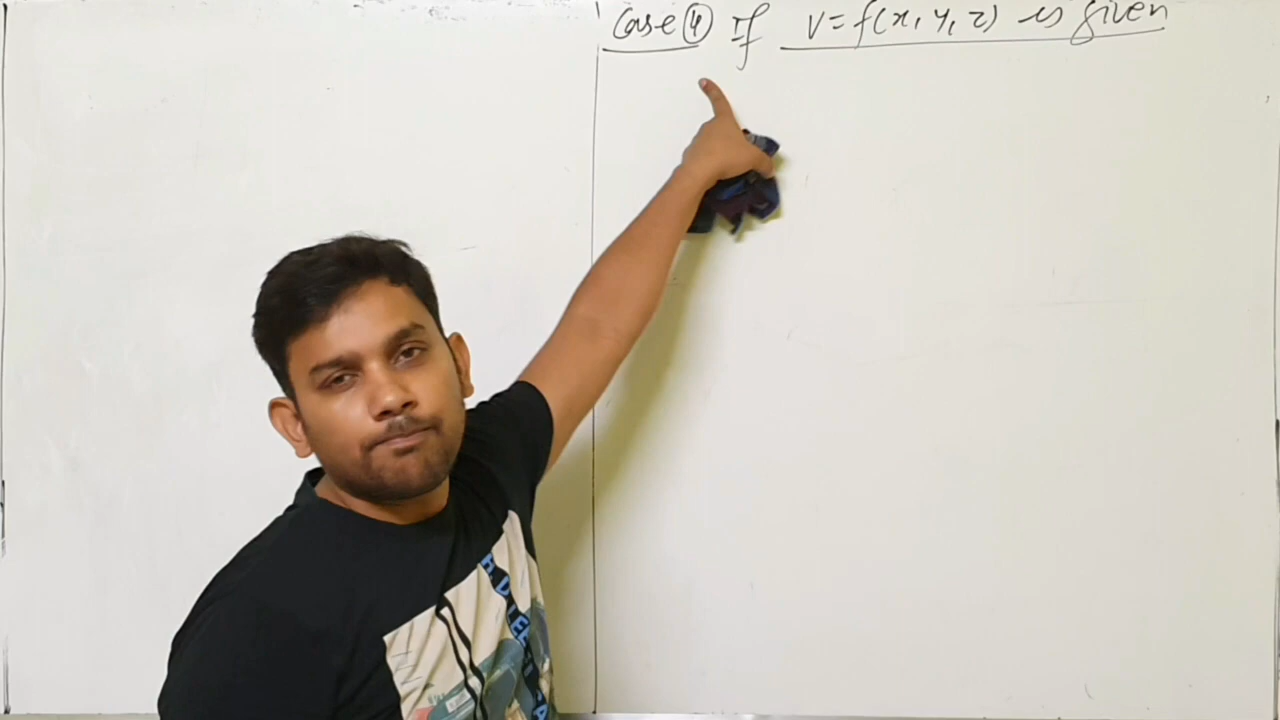 Case ④ If v = f(x, y, z) is given